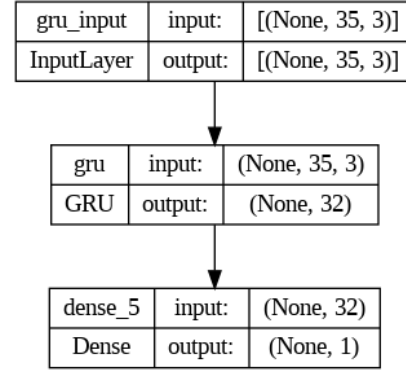 gru_input input: [(None, 35, 3)]
InputLayer output: [(None, 35, 3)]
gru input: (None, 35, 3)
GRU output: (None, 32)
dense_5 input: (None, 32)
Dense output: (None, 1)